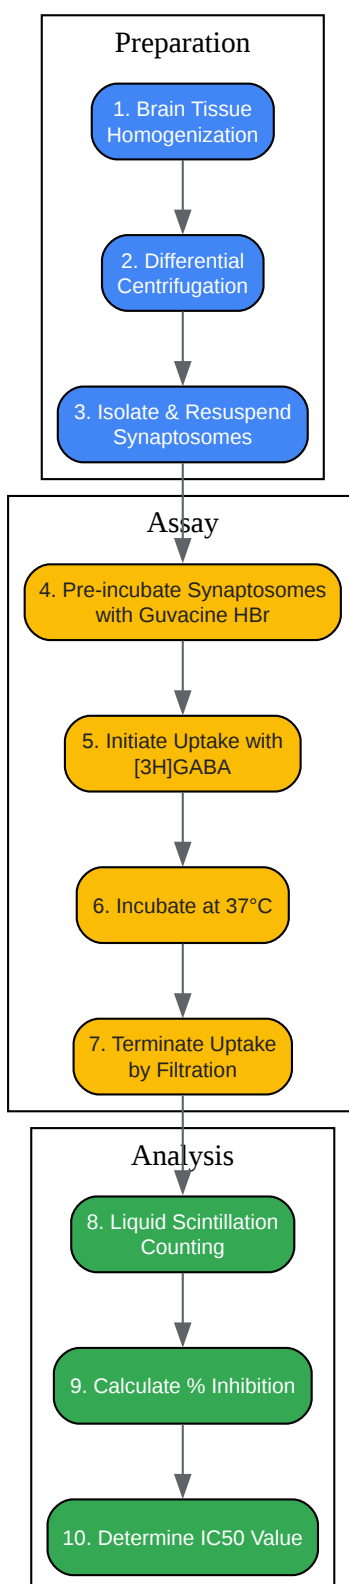 Preparation
1. Brain Tissue
Homogenization
2. Differential
Centrifugation
3. Isolate & Resuspend
Synaptosomes
Assay
4. Pre-incubate Synaptosomes
with Guvacine HBr
5. Initiate Uptake with
[3H]GABA
6. Incubate at 37°C
7. Terminate Uptake
by Filtration
Analysis
8. Liquid Scintillation
Counting
9. Calculate % Inhibition
10. Determine IC50 Value